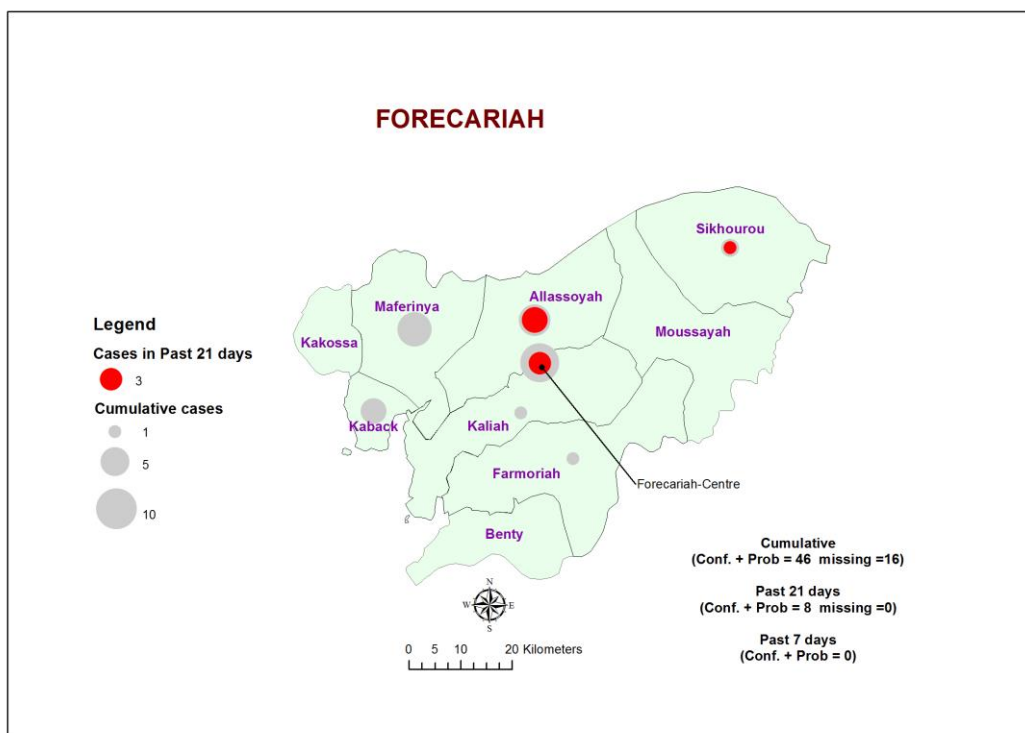 FORECARIAH
Sikhourou
Allassoyah
Maferinya
Moussayah
Kakossa
Kaback
Kaliah
Farmoriah
Forecariah-Centre
Benty
Legend
Cases in Past 21 days
3
Cumulative cases
1
5
10
N
W E
S
0 5 10 20 Kilometers
Cumulative
(Conf. + Prob = 46 missing =16)
Past 21 days
(Conf. + Prob = 8 missing =0)
Past 7 days
(Conf. + Prob = 0)